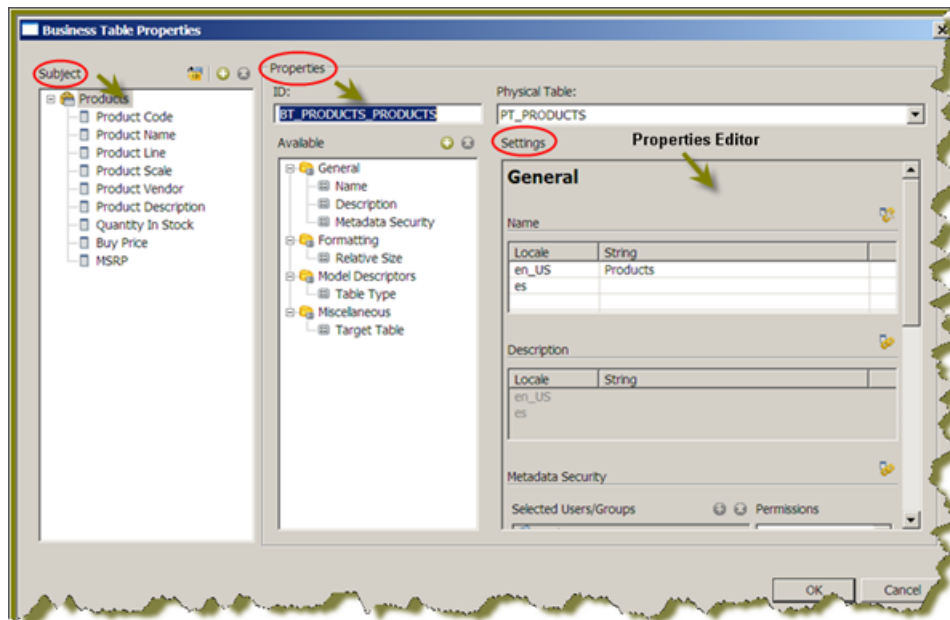 Business Table Properties
Subject
Products
Product Code
Product Name
Product Line
Product Scale
Product Vendor
Product Description
Quantity In Stock
Buy Price
MSRP
Properties
ID:
BT_PRODUCTS_PRODUCTS
Physical Table:
PT_PRODUCTS
Available
General
Name
Description
Metadata Security
Formatting
Relative Size
Model Descriptors
Table Type
Miscellaneous
Target Table
Settings
Properties Editor
General
Name
Locale String
en_US Products
es
Description
Locale String
en_US
es
Metadata Security
Selected Users/Groups Permissions
OK Cancel